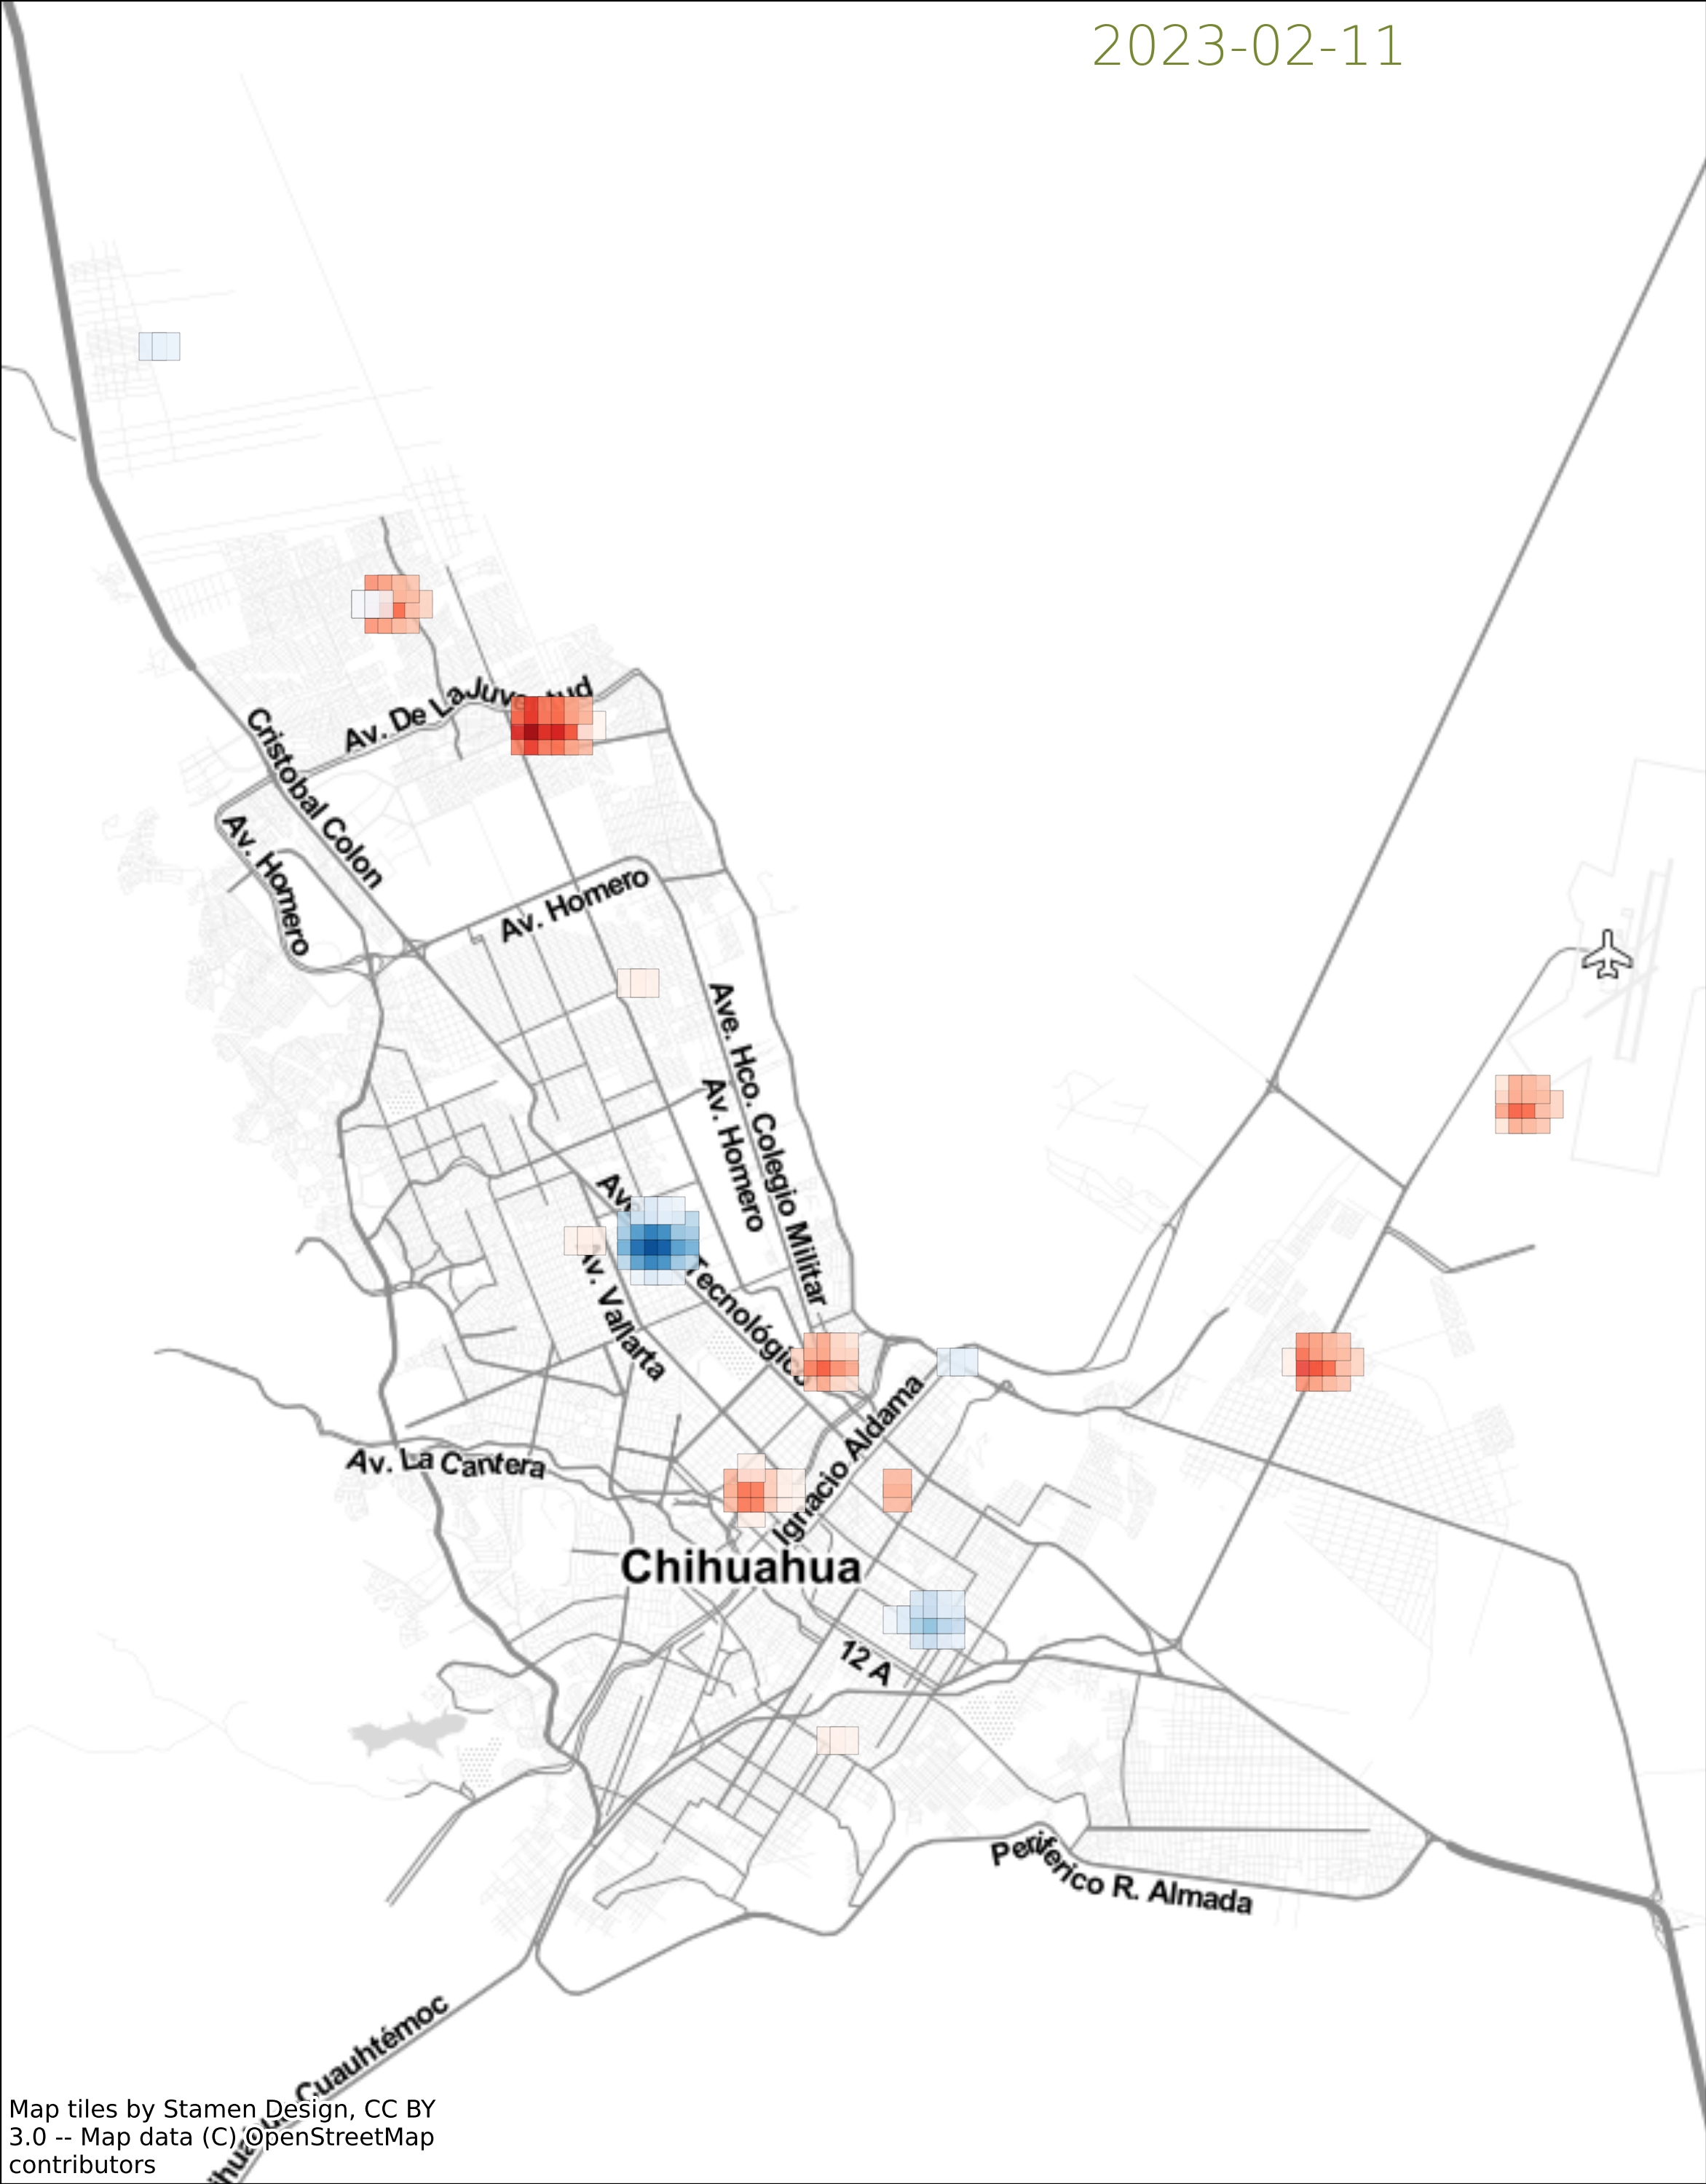 2023-02-11
Av. De La
Cristobal Colon
Av. Homero
Av. Homero
Ave. Hco. Colegio Militar
Av. Homero
Av. Vallarta
Tecnológico
Ignacio Aldama
Av. La Cantera
Chihuahua
12 A
Periferico R. Almada
Cuauhtémoc
Map tiles by Stamen Design, CC BY
3.0 -- Map data (C) OpenStreetMap
contributors